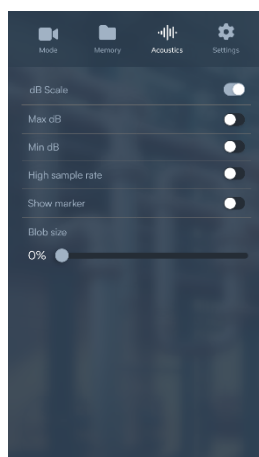 Mode
Memory
Acoustics
Settings
dB Scale
Max dB
Min dB
High sample rate
Show marker
Blob size
0%